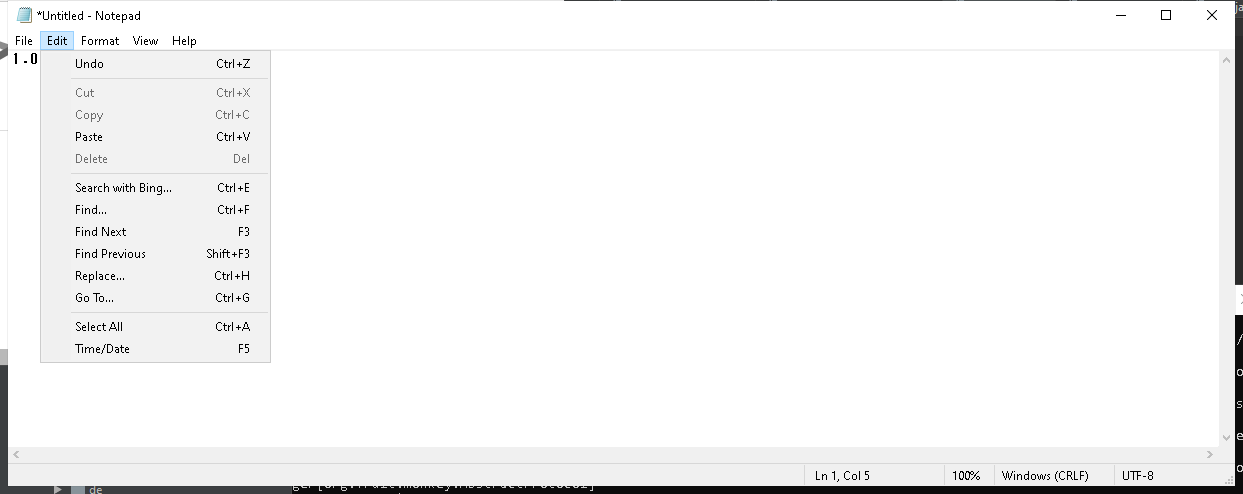 *Untitled - Notepad
File Edit Format View Help
1.0
Undo Ctrl+Z
Cut Ctrl+X
Copy Ctrl+C
Paste Ctrl+V
Delete Del
Search with Bing... Ctrl+E
Find... Ctrl+F
Find Next F3
Find Previous Shift+F3
Replace... Ctrl+H
Go To... Ctrl+G
Select All Ctrl+A
Time/Date F5
Ln 1, Col 5 100% Windows (CRLF) UTF-8
de